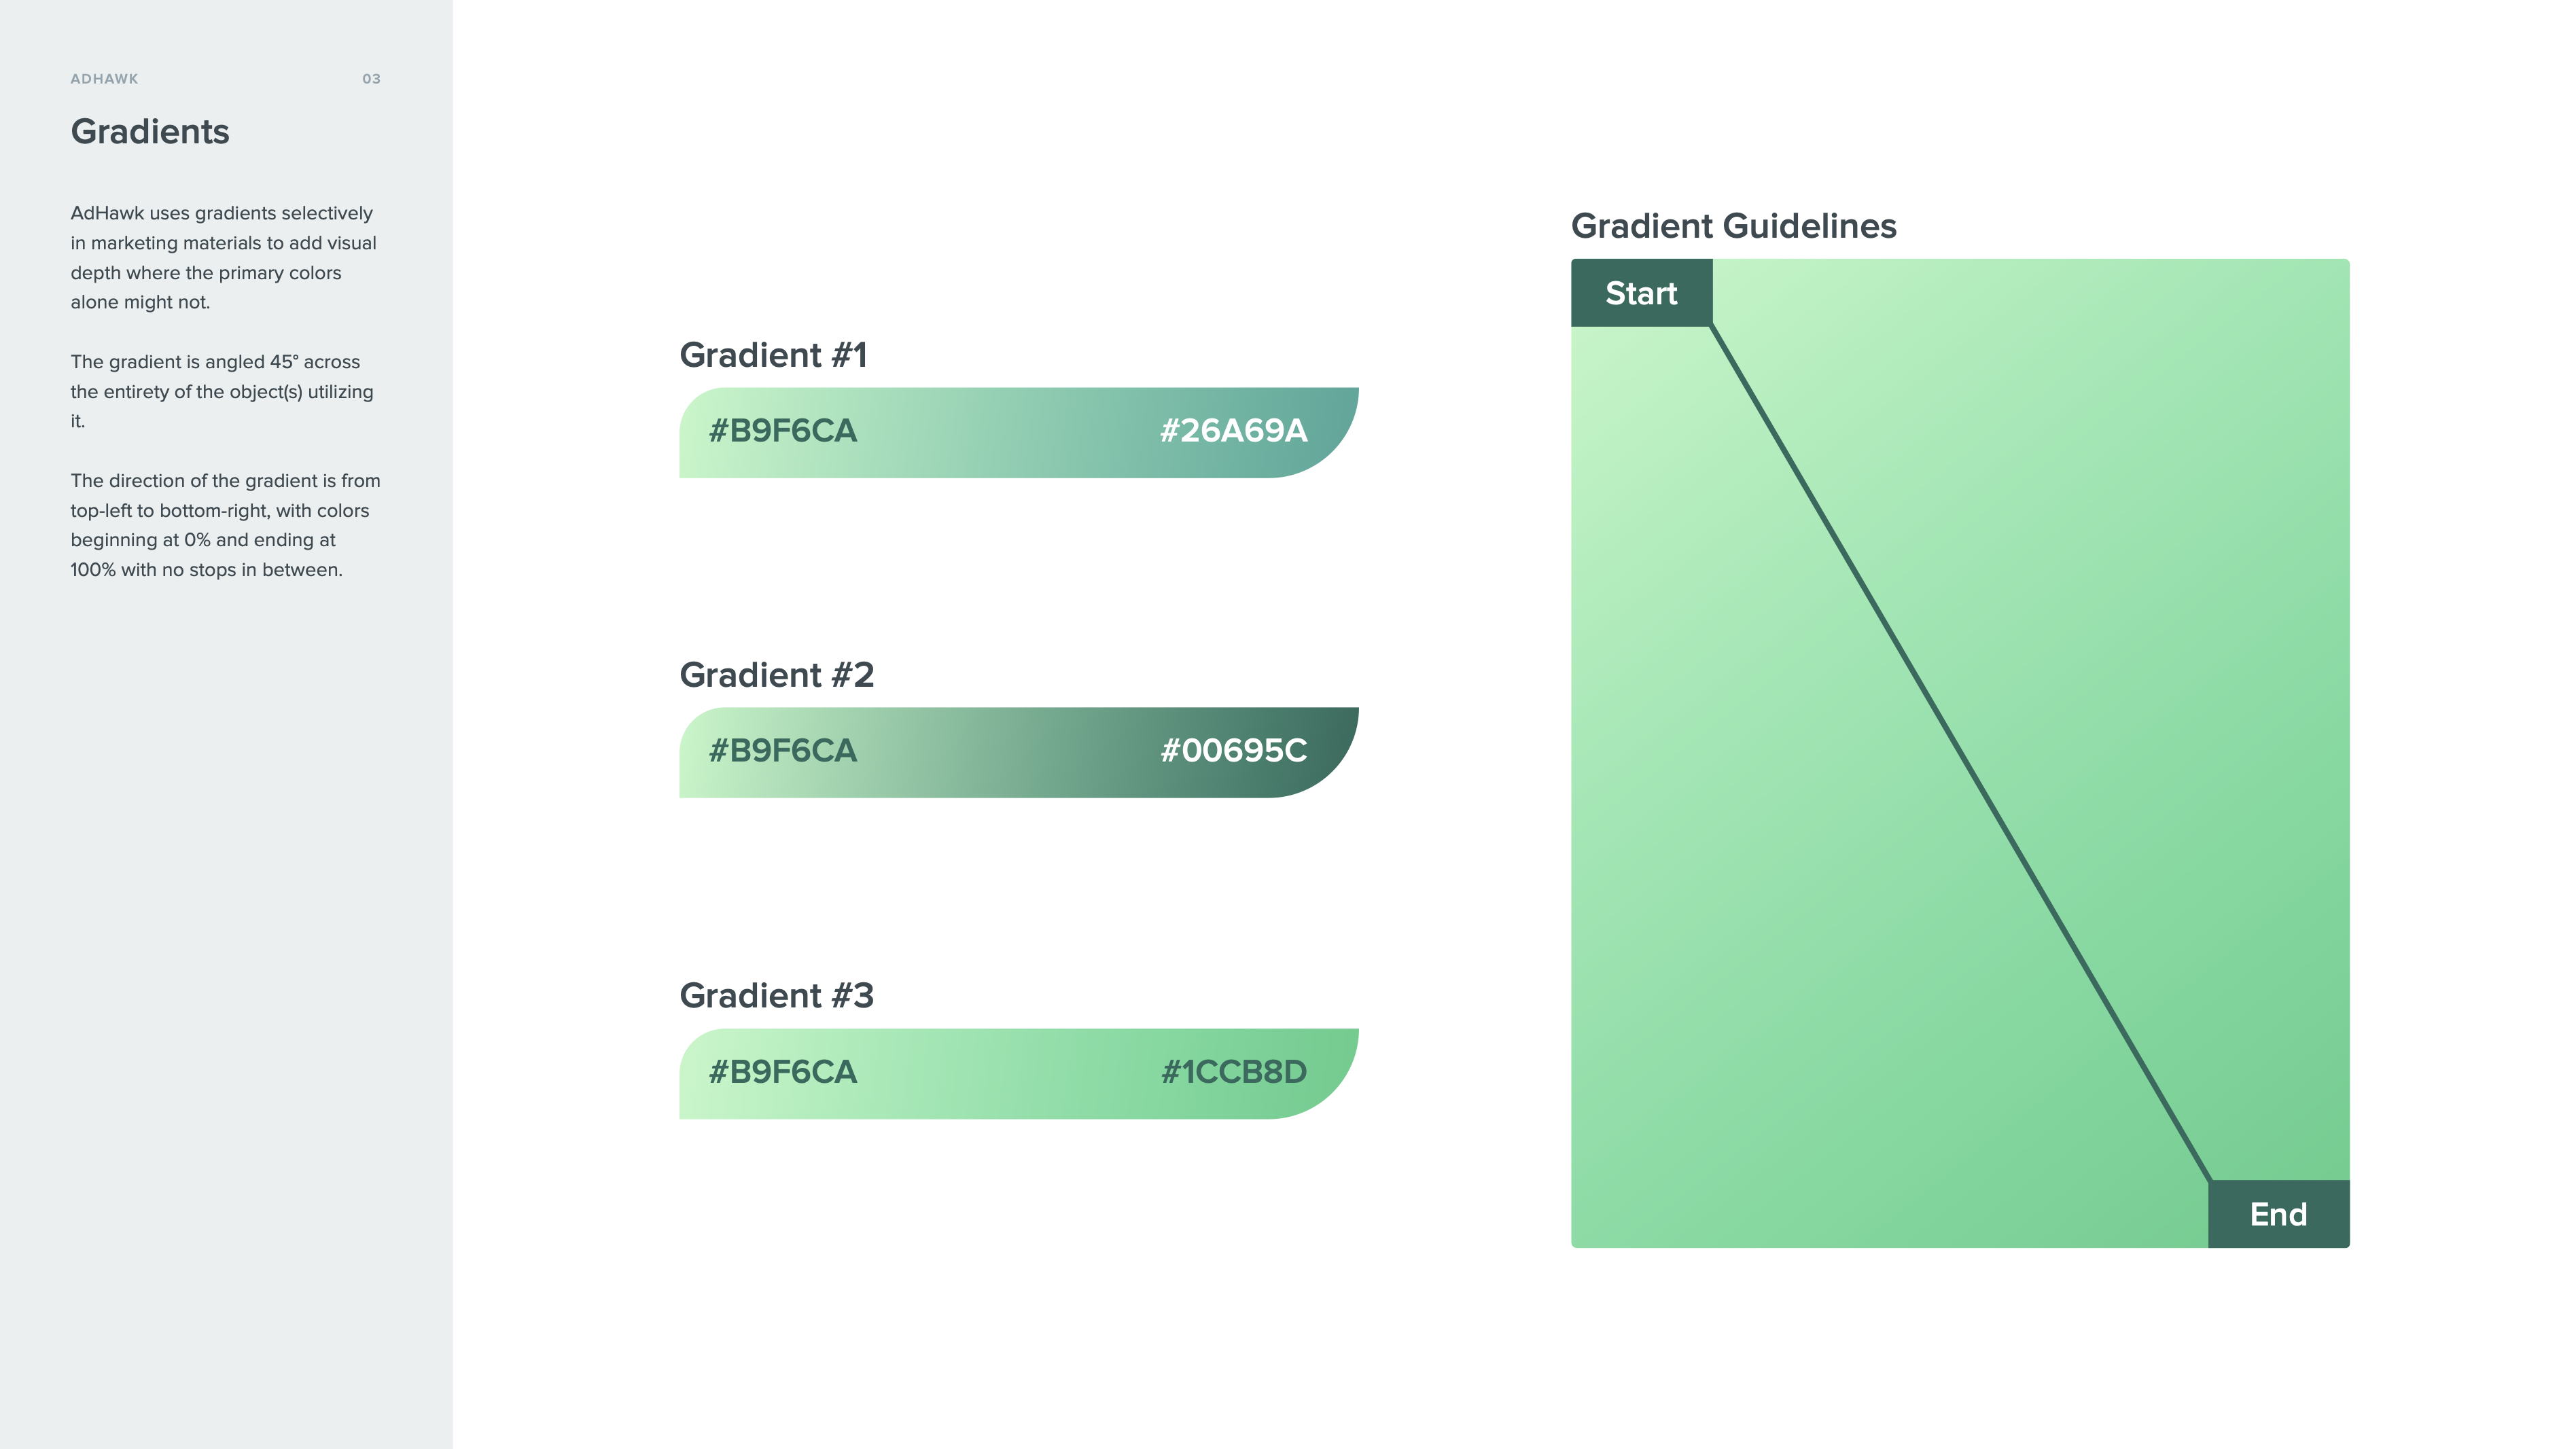 ADHAWK 03
Gradients
AdHawk uses gradients selectively
in marketing materials to add visual
depth where the primary colors
alone might not.
The gradient is angled 45° across
the entirety of the object(s) utilizing
it.
The direction of the gradient is from
top-left to bottom-right, with colors
beginning at 0% and ending at
100% with no stops in between.
Gradient #1
#B9F6CA #26A69A
Gradient #2
#B9F6CA #00695C
Gradient #3
#B9F6CA #1CCB8D
Gradient Guidelines
Start
End